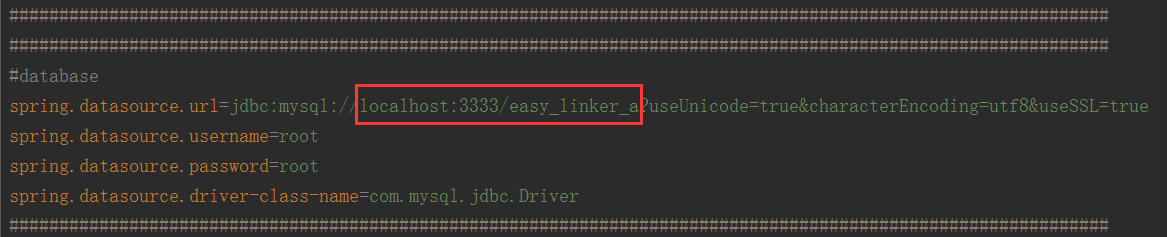 ##############################################################################################################
##############################################################################################################
#database
spring.datasource.url=jdbc:mysql://localhost:3333/easy_linker_a?useUnicode=true&characterEncoding=utf8&useSSL=true
spring.datasource.username=root
spring.datasource.password=root
spring.datasource.driver-class-name=com.mysql.jdbc.Driver
##############################################################################################################